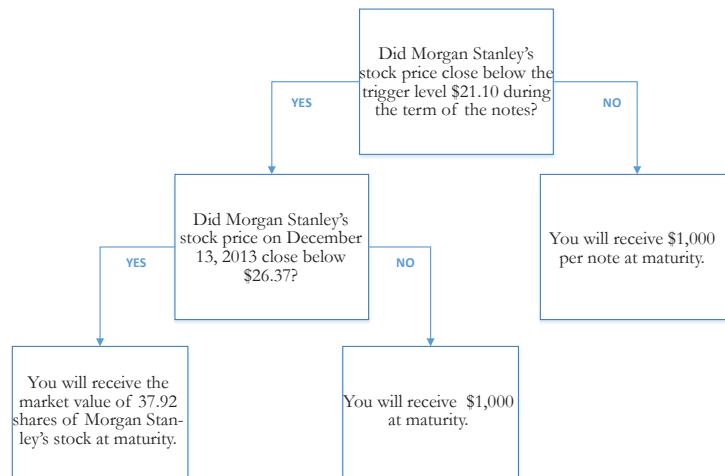 Did Morgan Stanley's
stock price close below the
trigger level $21.10 during
the term of the notes?
YES
NO
Did Morgan Stanley's
stock price on December
13, 2013 close below
$26.37?
You will receive $1,000
per note at maturity.
YES
NO
You will receive the
market value of 37.92
shares of Morgan Stan-
ley's stock at maturity.
You will receive $1,000
at maturity.